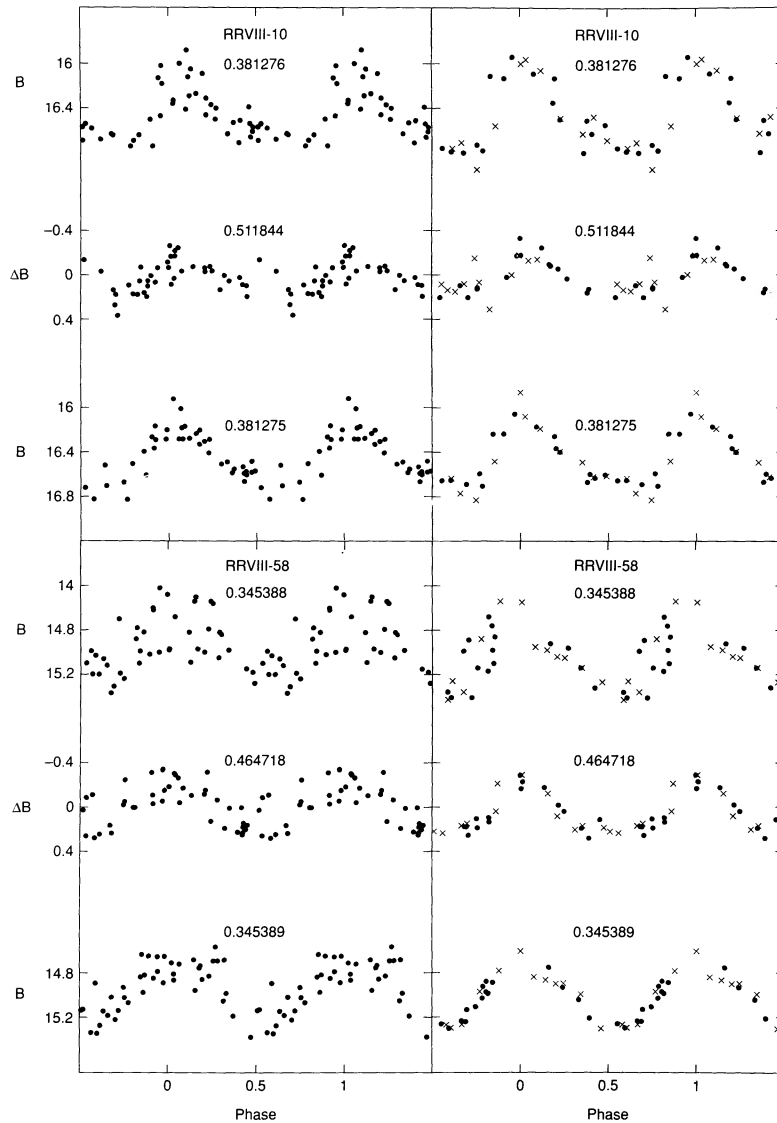 RRVIII-10 RRVIII-10
B 16 0.381276 0.381276
16.4
-0.4 0.511844 0.511844
ΔB 0
0.4
16 0.381275 0.381275
B 16.4
16.8
RRVIII-58 RRVIII-58
14 0.345388 0.345388
B 14.8
15.2
-0.4 0.464718 0.464718
ΔB 0
0.4
0.345389 0.345389
B 14.8
15.2
0 0.5 1 0 0.5 1
Phase Phase